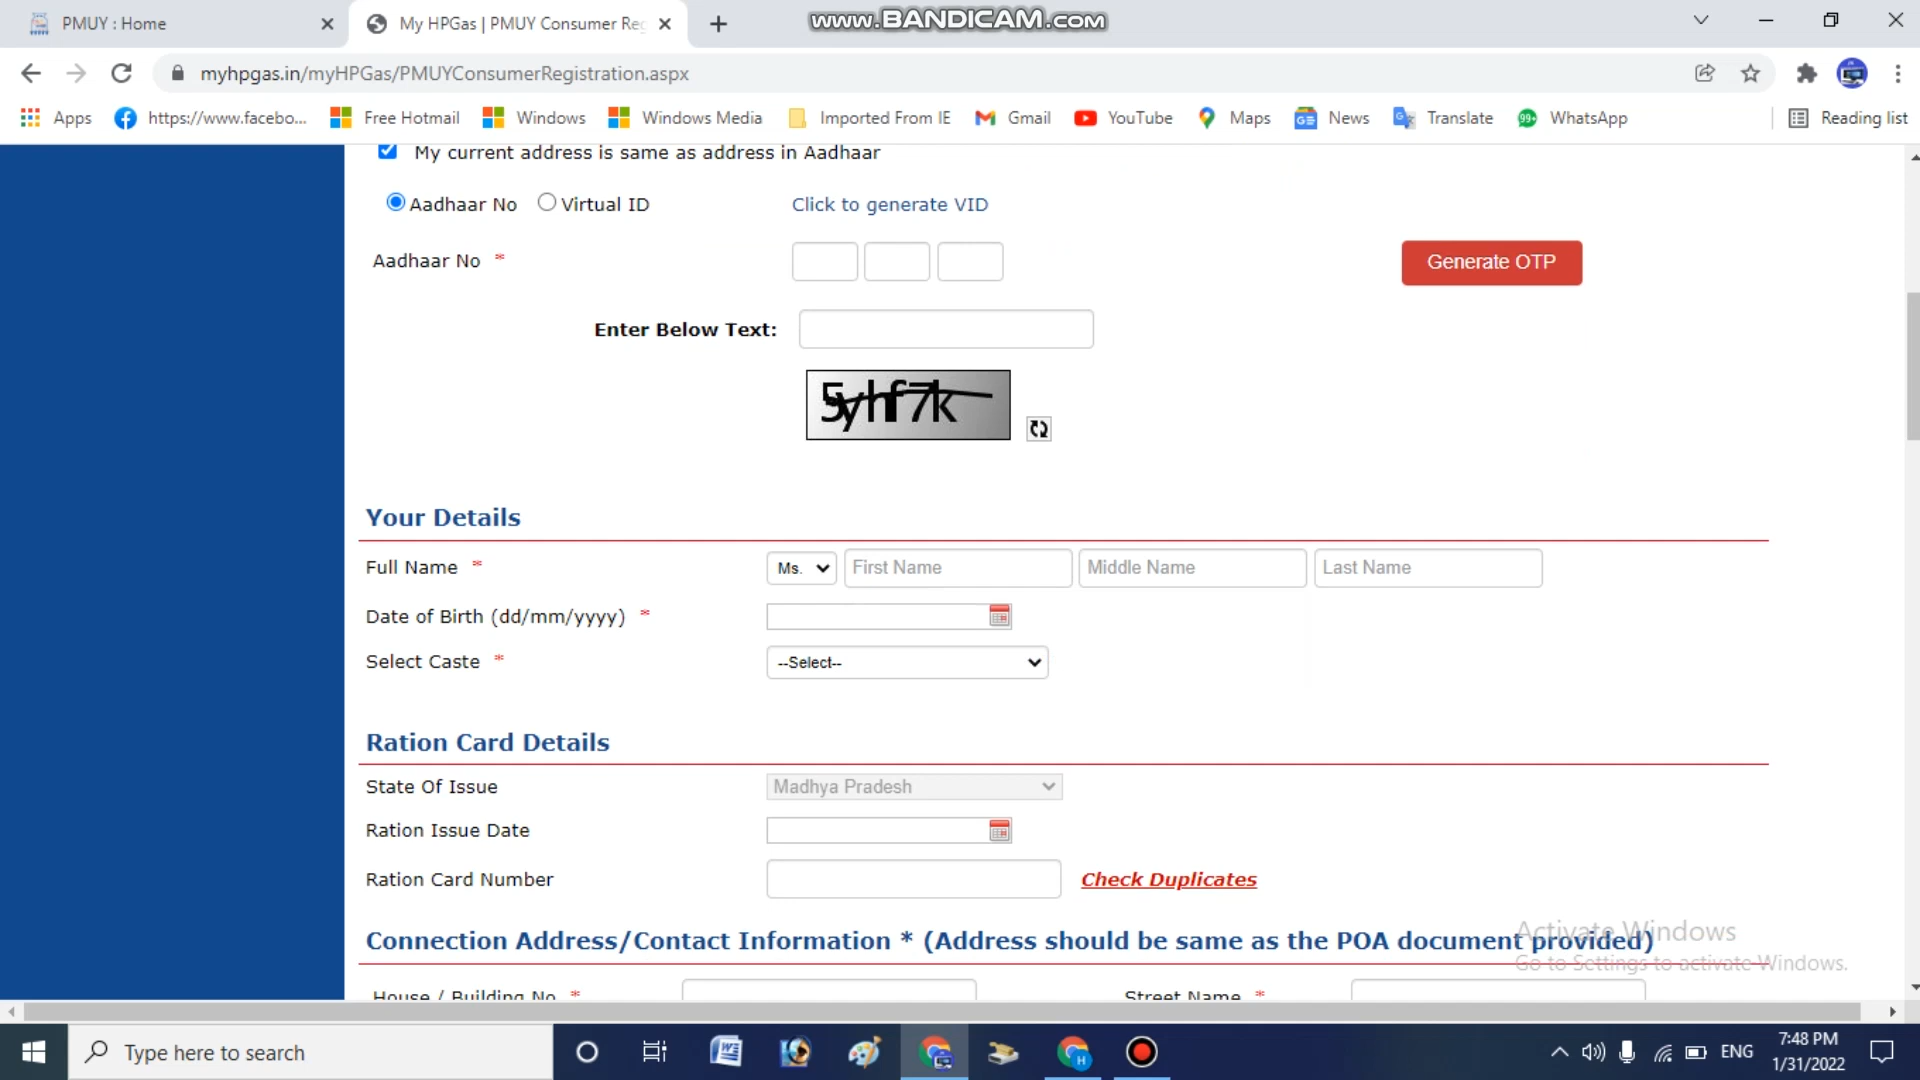 PMUY : Home
My HPGas | PMUY Consumer Reg
www.BANDICAM.com
myhpgas.in/myHPGas/PMUYConsumerRegistration.aspx
Apps
https://www.facebo...
Free Hotmail
Windows
Windows Media
Imported From IE
Gmail
YouTube
Maps
News
Translate
99+
WhatsApp
Reading list
My current address is same as address in Aadhaar
Aadhaar No
Virtual ID
Click to generate VID
Aadhaar No *
Generate OTP
Enter Below Text:
5yhf7k
Your Details
Full Name *
Ms.
First Name
Middle Name
Last Name
Date of Birth (dd/mm/yyyy) *
Select Caste *
--Select--
Ration Card Details
State Of Issue
Madhya Pradesh
Ration Issue Date
Ration Card Number
Check Duplicates
Connection Address/Contact Information * (Address should be same as the POA document provided)
Activate Windows
Go to Settings to activate Windows.
House / Building No *
Street Name *
Type here to search
ENG
7:48 PM
1/31/2022